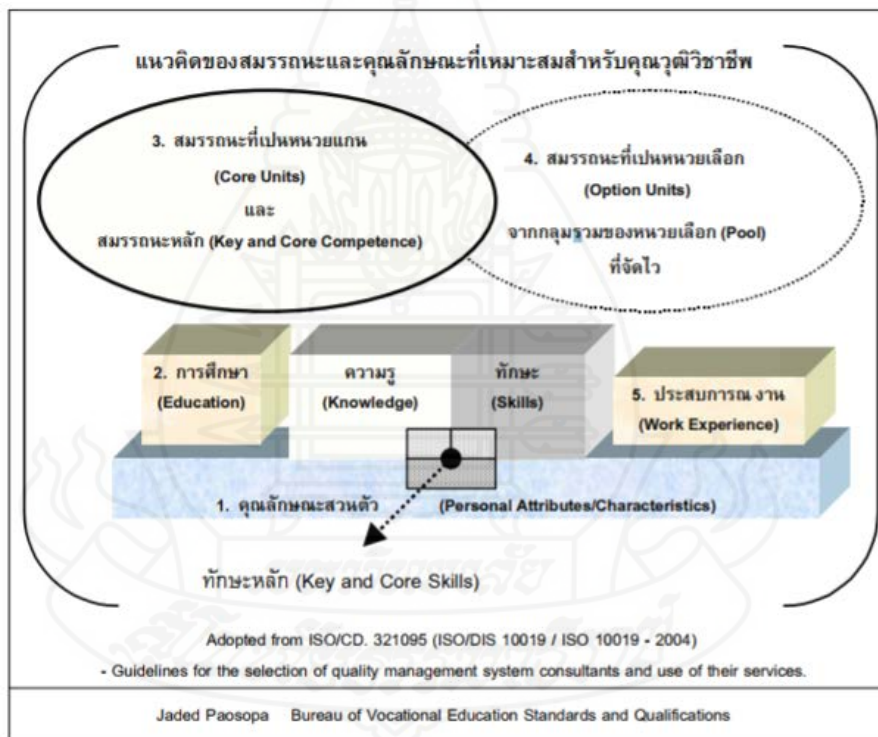 แนวคิดของสมรรถนะและคุณลักษณะที่เหมาะสมสำหรับคุณวุฒิวิชาชีพ
3. สมรรถนะที่เปนหนวยแกน
(Core Units)
และ
สมรรถนะหลัก (Key and Core Competence)
4. สมรรถนะที่เปนหนวยเลือก
(Option Units)
จากกลุมรวมของหนวยเลือก (Pool)
ที่จัดไว
2. การศึกษา
(Education)
ความรู
(Knowledge)
ทักษะ
(Skills)
5. ประสบการณ งาน
(Work Experience)
1. คุณลักษณะสวนตัว (Personal Attributes/Characteristics)
ทักษะหลัก (Key and Core Skills)
Adopted from ISO/CD. 321095 (ISO/DIS 10019 / ISO 10019 - 2004)
- Guidelines for the selection of quality management system consultants and use of their services.
Jaded Paosopa Bureau of Vocational Education Standards and Qualifications